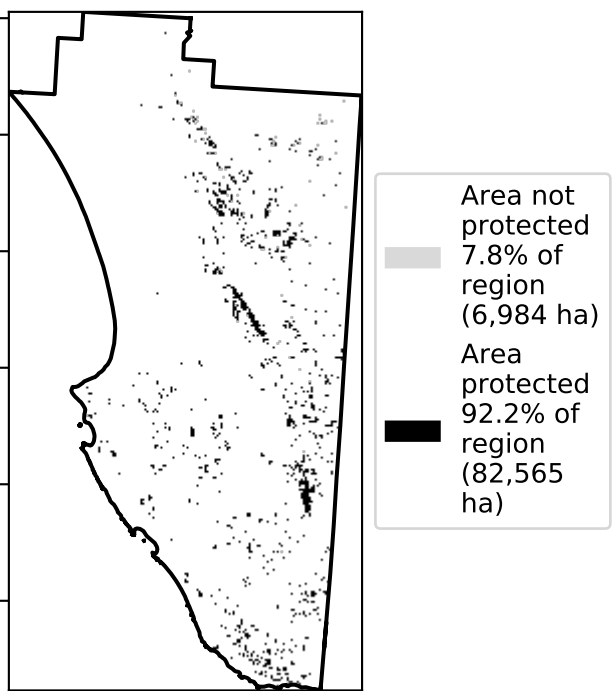 Area not
protected
7.8% of
region
(6,984 ha)
Area
protected
92.2% of
region
(82,565
ha)